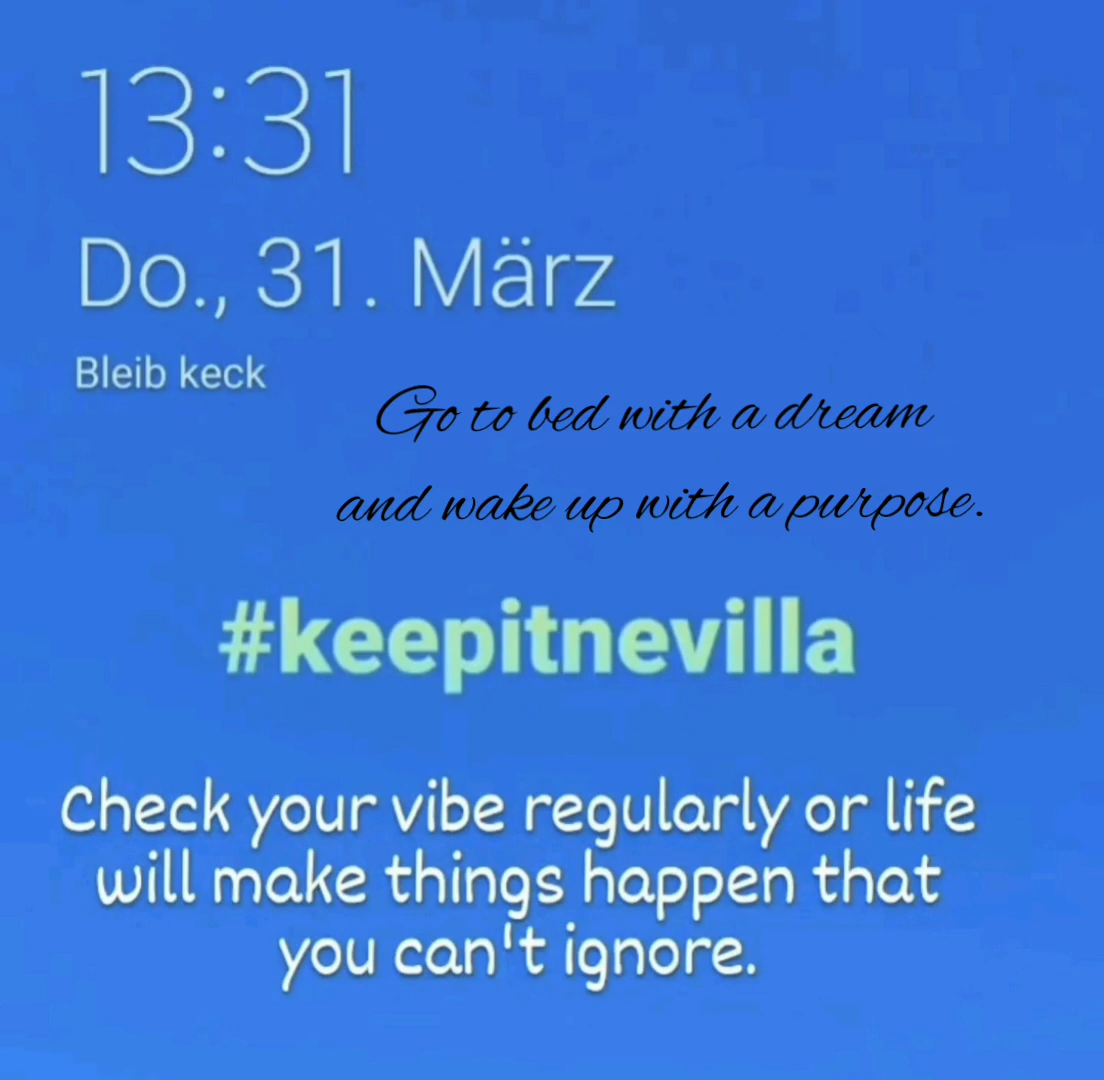 13:31
Do., 31. März
Bleib keck
Go to bed with a dream
and wake up with a purpose.
#keepitnevilla
Check your vibe regularly or life
will make things happen that
you can't ignore.